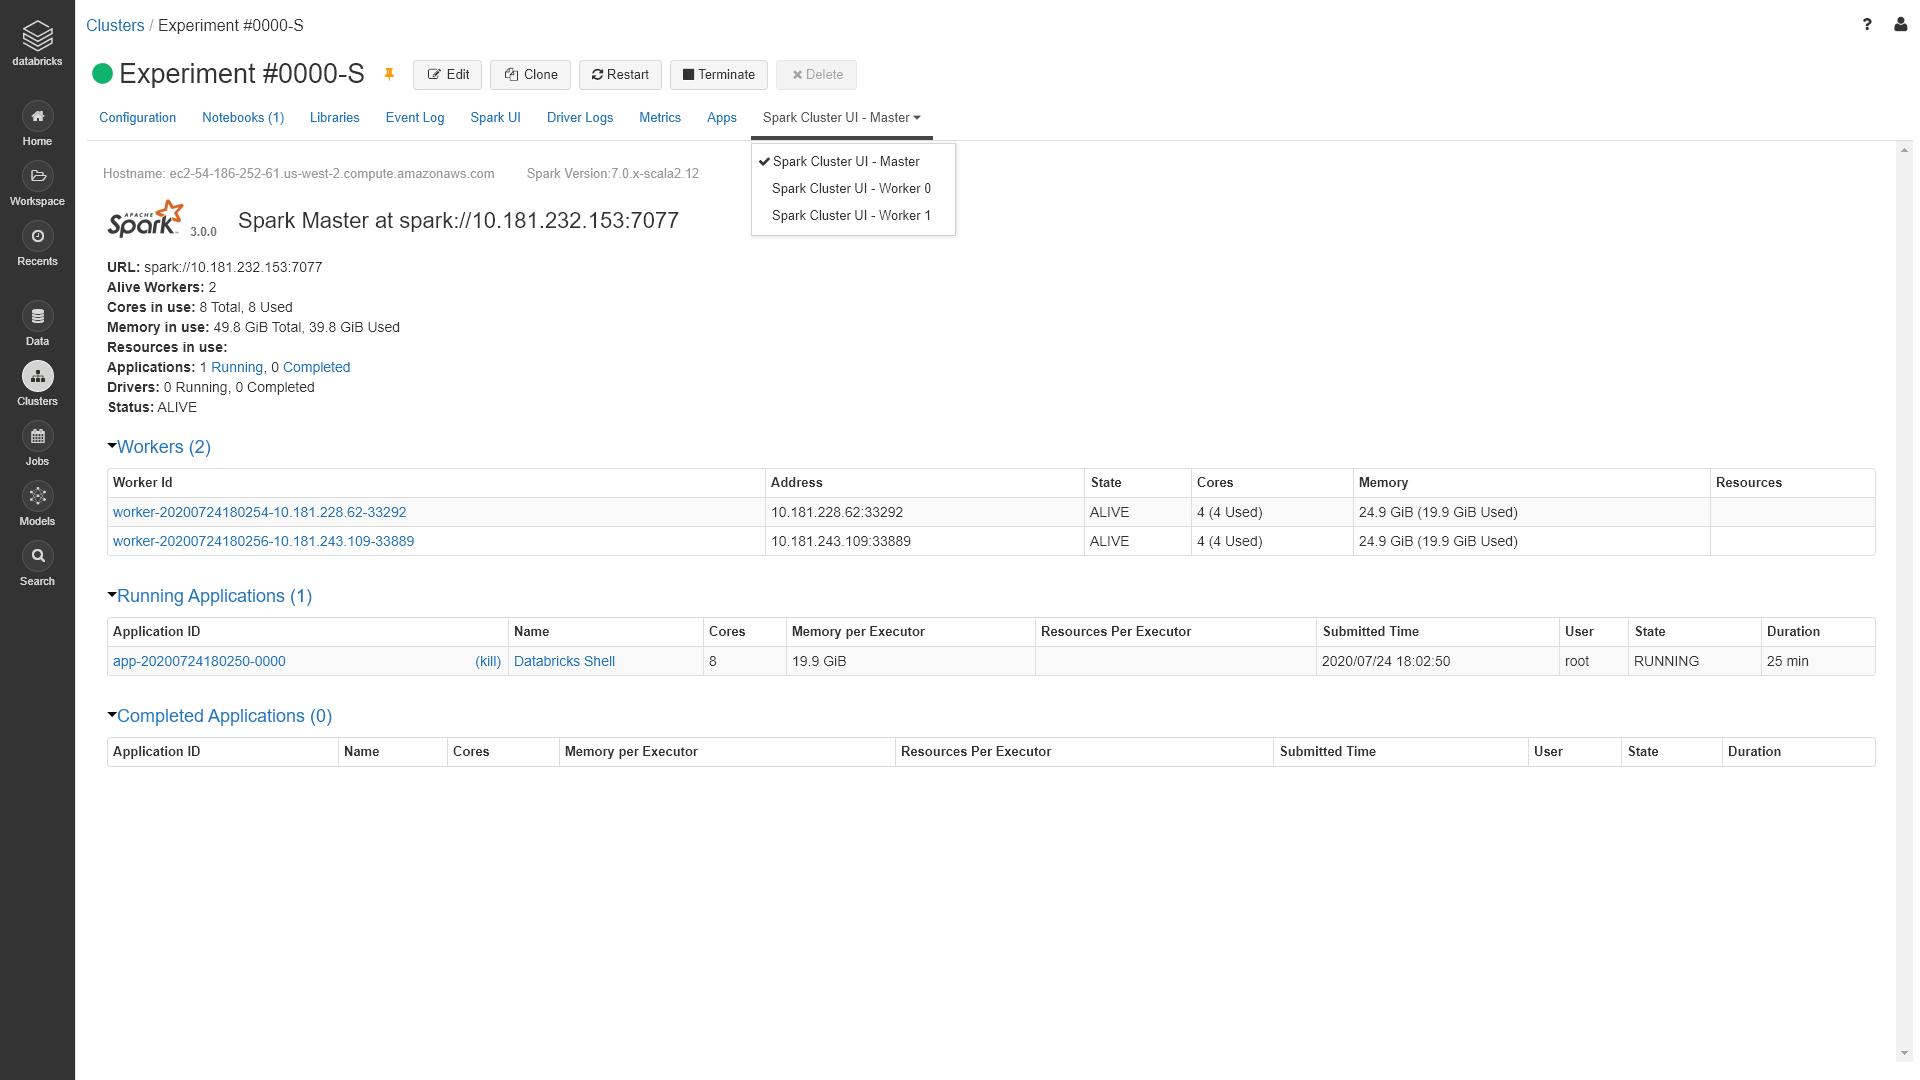 Clusters / Experiment #0000-S
?
databricks
Experiment #0000-S
Edit
Clone
Restart
Terminate
Delete
Configuration
Notebooks (1)
Libraries
Event Log
Spark UI
Driver Logs
Metrics
Apps
Spark Cluster UI - Master
Spark Cluster UI - Master
Spark Cluster UI - Worker 0
Spark Cluster UI - Worker 1
Home
Workspace
Recents
Data
Clusters
Jobs
Models
Search
Hostname: ec2-54-186-252-61.us-west-2.compute.amazonaws.com
Spark Version:7.0.x-scala2.12
APACHE
Spark™ 3.0.0
Spark Master at spark://10.181.232.153:7077
URL: spark://10.181.232.153:7077
Alive Workers: 2
Cores in use: 8 Total, 8 Used
Memory in use: 49.8 GiB Total, 39.8 GiB Used
Resources in use:
Applications: 1 Running, 0 Completed
Drivers: 0 Running, 0 Completed
Status: ALIVE
Workers (2)
Worker Id Address State Cores Memory Resources
worker-20200724180254-10.181.228.62-33292 10.181.228.62:33292 ALIVE 4 (4 Used) 24.9 GiB (19.9 GiB Used)
worker-20200724180256-10.181.243.109-33889 10.181.243.109:33889 ALIVE 4 (4 Used) 24.9 GiB (19.9 GiB Used)
Running Applications (1)
Application ID Name Cores Memory per Executor Resources Per Executor Submitted Time User State Duration
app-20200724180250-0000 (kill) Databricks Shell 8 19.9 GiB 2020/07/24 18:02:50 root RUNNING 25 min
Completed Applications (0)
Application ID Name Cores Memory per Executor Resources Per Executor Submitted Time User State Duration